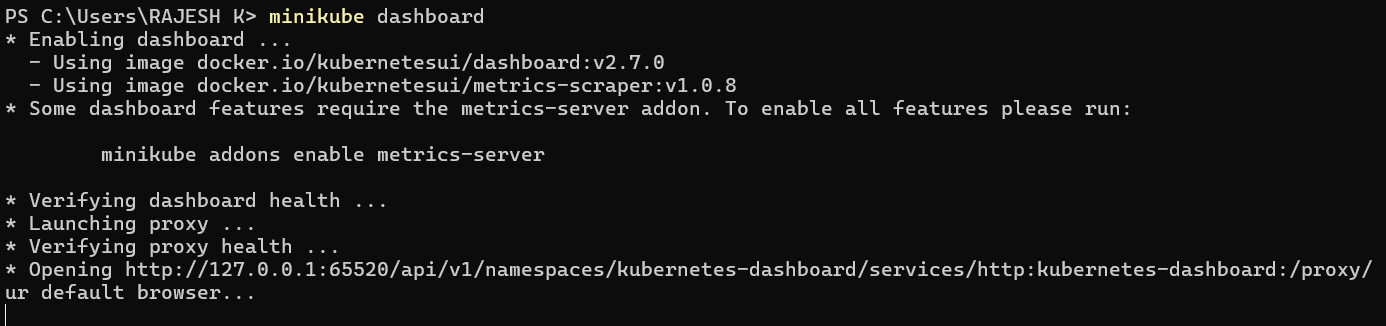 PS C:\Users\RAJESH K> minikube dashboard
* Enabling dashboard ...
  - Using image docker.io/kubernetesui/dashboard:v2.7.0
  - Using image docker.io/kubernetesui/metrics-scraper:v1.0.8
* Some dashboard features require the metrics-server addon. To enable all features please run:
        minikube addons enable metrics-server
* Verifying dashboard health ...
* Launching proxy ...
* Verifying proxy health ...
* Opening http://127.0.0.1:65520/api/v1/namespaces/kubernetes-dashboard/services/http:kubernetes-dashboard:/proxy/
ur default browser...